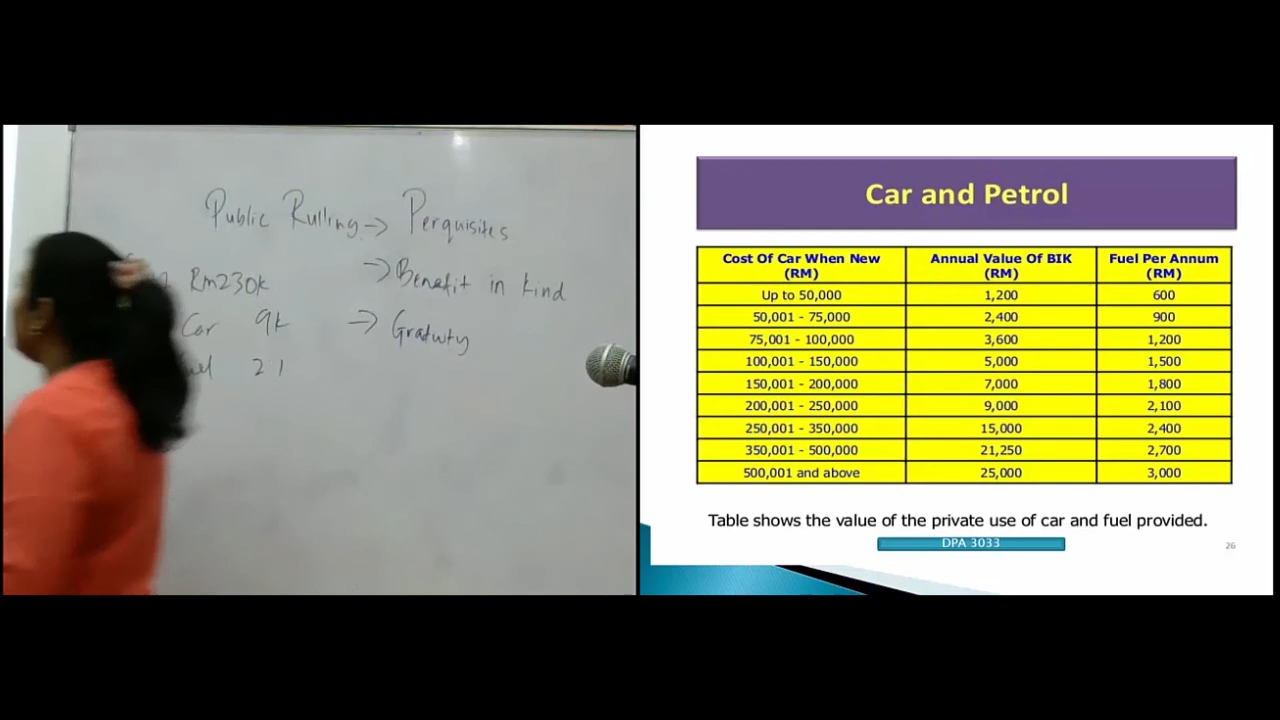 Public Rulling → Perquisites
→ Benefit in kind
Rm230k
Car 9k
→ Gratuity
21
Car and Petrol
Cost Of Car When New (RM) Annual Value Of BIK (RM) Fuel Per Annum (RM)
Up to 50,000 1,200 600
50,001 - 75,000 2,400 900
75,001 - 100,000 3,600 1,200
100,001 - 150,000 5,000 1,500
150,001 - 200,000 7,000 1,800
200,001 - 250,000 9,000 2,100
250,001 - 350,000 15,000 2,400
350,001 - 500,000 21,250 2,700
500,001 and above 25,000 3,000
Table shows the value of the private use of car and fuel provided.
DPA 3033
26